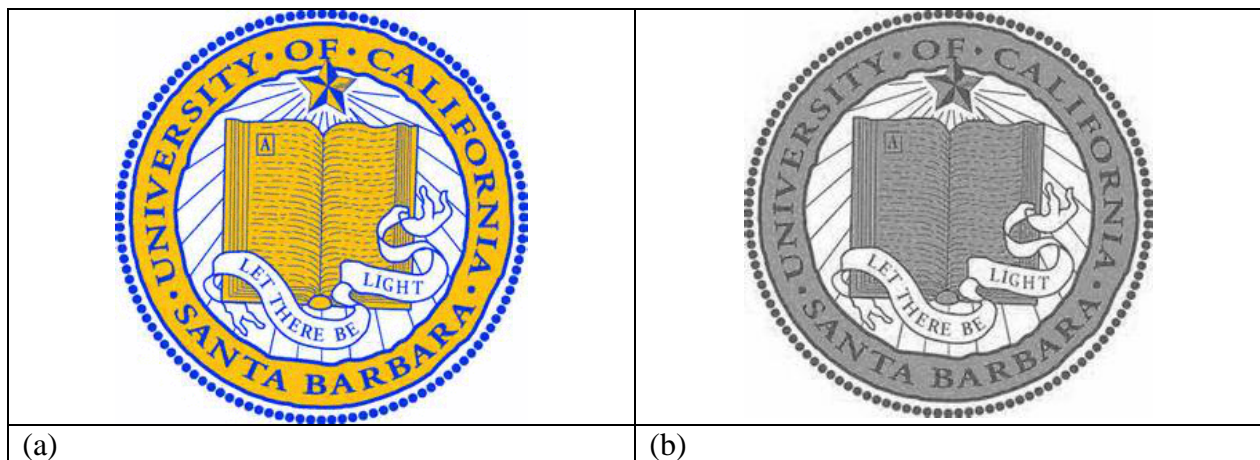 UNIVERSITY · OF · CALIFORNIA ·
SANTA BARBARA ·
A
LET THERE BE
LIGHT
UNIVERSITY · OF · CALIFORNIA ·
SANTA BARBARA ·
A
LET THERE BE
LIGHT
(a)
(b)